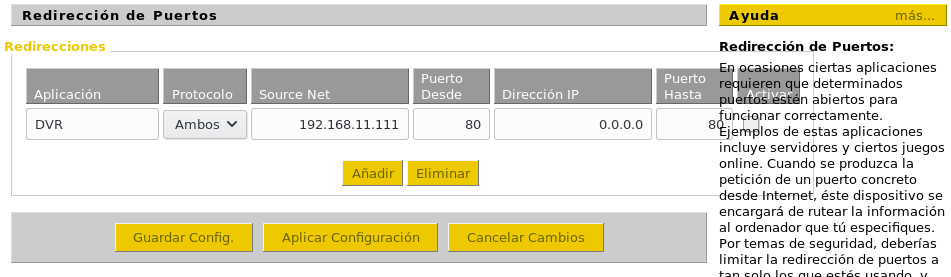 Redirección de Puertos
Redirecciones
Aplicación Protocolo Source Net Puerto Desde Dirección IP Puerto Hasta Activar
DVR Ambos 192.168.11.111 80 0.0.0.0 80
Añadir Eliminar
Guardar Config. Aplicar Configuración Cancelar Cambios
Ayuda más...
Redirección de Puertos:
En ocasiones ciertas aplicaciones
requieren que determinados
puertos estén abiertos para
funcionar correctamente.
Ejemplos de estas aplicaciones
incluye servidores y ciertos juegos
online. Cuando se produzca la
petición de un puerto concreto
desde Internet, éste dispositivo se
encargará de rutear la información
al ordenador que tú especifiques.
Por temas de seguridad, deberías
limitar la redirección de puertos a
tan solo los que estés usando, y